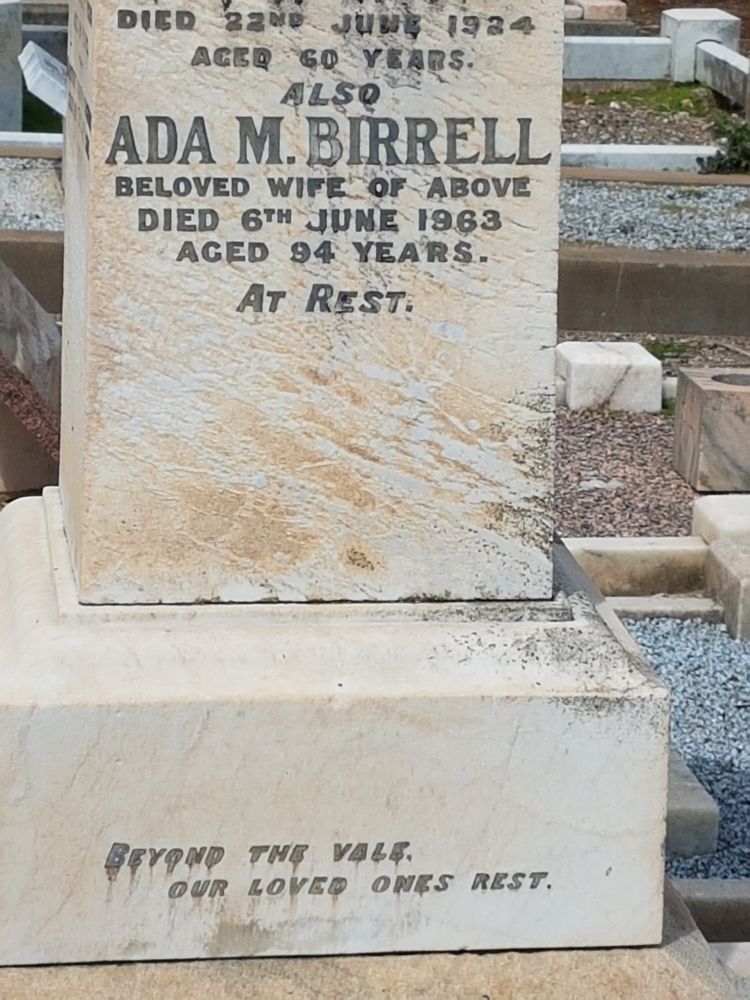 DIED 22ND JUNE 1924
AGED 60 YEARS.
ALSO
ADA M. BIRRELL
BELOVED WIFE OF ABOVE
DIED 6TH JUNE 1963
AGED 94 YEARS.
AT REST.
BEYOND THE VALE.
OUR LOVED ONES REST.